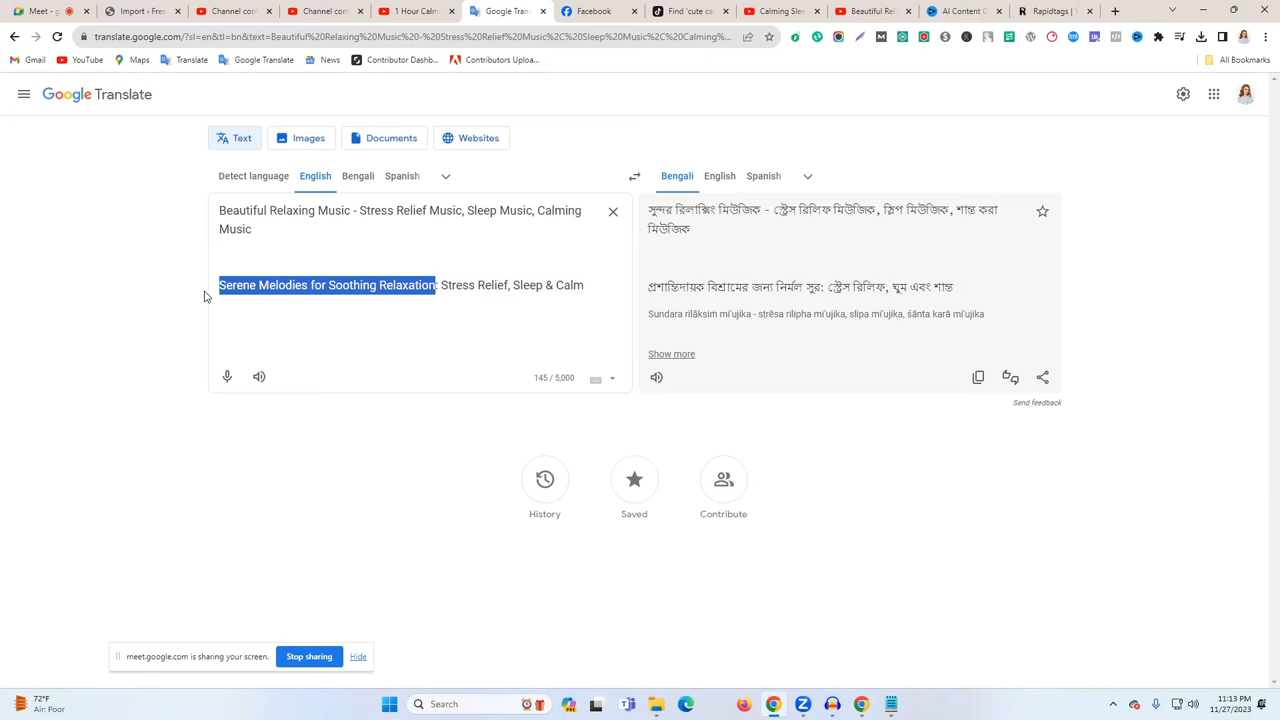 Meet - g
Import ‹ Fre
Channel con
Channel con
1 Hour Calm
Google Tran
Facebook
Find 'cute ca
Calming Sle
Beautiful Rel
AI Content
Rapidtags |
translate.google.com/?sl=en&tl=bn&text=Beautiful%20Relaxing%20Music%20-%20Stress%20Relief%20Music%2C%20Sleep%20Music%2C%20Calming%...
Gmail
YouTube
Maps
Translate
Google Translate
News
Contributor Dashb...
Contributors Uploa...
All Bookmarks
Google Translate
Text
Images
Documents
Websites
Detect language
English
Bengali
Spanish
Bengali
English
Spanish
Beautiful Relaxing Music - Stress Relief Music, Sleep Music, Calming
Music
Serene Melodies for Soothing Relaxation: Stress Relief, Sleep & Calm
145 / 5,000
সুন্দর রিলাক্সিং মিউজিক - স্ট্রেস রিলিফ মিউজিক, স্লিপ মিউজিক, শান্ত করা
মিউজিক
প্রশান্তিদায়ক বিশ্রামের জন্য নির্মল সুর: স্ট্রেস রিলিফ, ঘুম এবং শান্ত
Sundara rilāksiṁ mi'ujika - sṭrēsa rilipha mi'ujika, slipa mi'ujika, śānta karā mi'ujika
Show more
Send feedback
History
Saved
Contribute
meet.google.com is sharing your screen.
Stop sharing
Hide
72°F
Air: Poor
Search
11:13 PM
11/27/2023